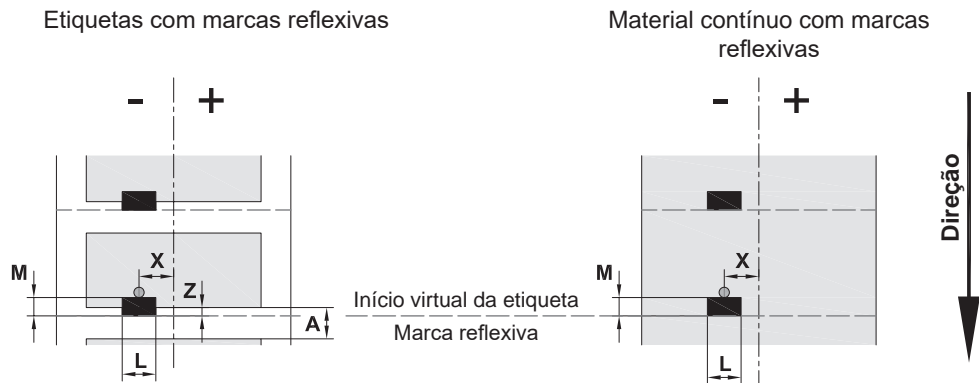 Etiquetas com marcas reflexivas
- +
X
M
Z
A
L
Início virtual da etiqueta
Marca reflexiva
Material contínuo com marcas
reflexivas
- +
X
M
L
Direção